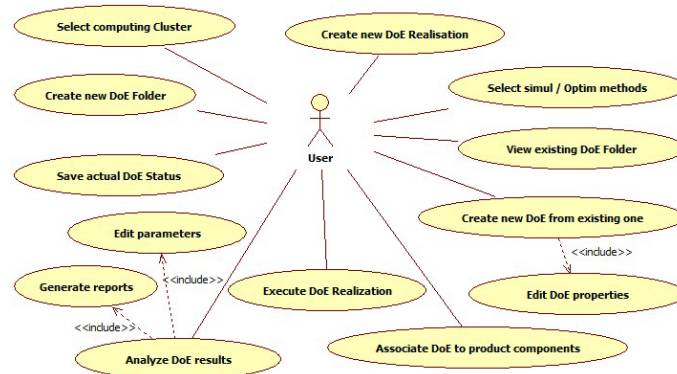 Select computing Cluster
Create new DoE Realisation
Create new DoE Folder
Select simul / Optim methods
User
View existing DoE Folder
Save actual DoE Status
Create new DoE from existing one
Edit parameters
<<include>>
Generate reports
<<include>>
Execute DoE Realization
Edit DoE properties
<<include>>
Analyze DoE results
Associate DoE to product components